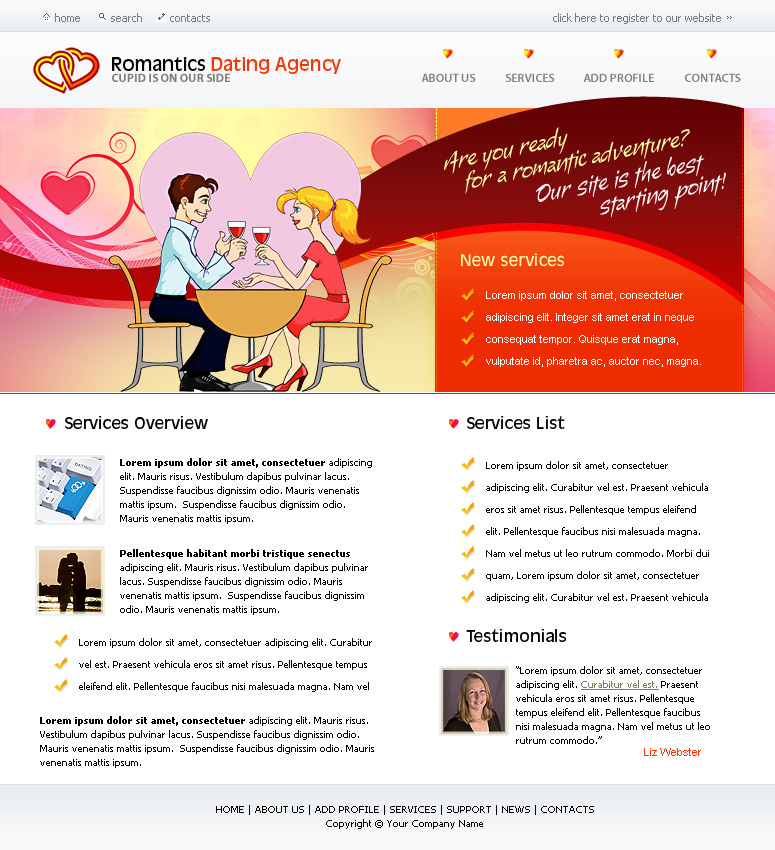 home search contacts
click here to register to our website »
Romantics Dating Agency
CUPID IS ON OUR SIDE
ABOUT US SERVICES ADD PROFILE CONTACTS
Are you ready
for a romantic adventure?
Our site is the best
starting point!
New services
Lorem ipsum dolor sit amet, consectetuer
adipiscing elit. Integer sit amet erat in neque
consequat tempor. Quisque erat magna,
vulputate id, pharetra ac, auctor nec, magna.
Services Overview
DATING
Lorem ipsum dolor sit amet, consectetuer adipiscing
elit. Mauris risus. Vestibulum dapibus pulvinar lacus.
Suspendisse faucibus dignissim odio. Mauris venenatis
mattis ipsum. Suspendisse faucibus dignissim odio.
Mauris venenatis mattis ipsum.
Pellentesque habitant morbi tristique senectus
adipiscing elit. Mauris risus. Vestibulum dapibus pulvinar
lacus. Suspendisse faucibus dignissim odio. Mauris
venenatis mattis ipsum. Suspendisse faucibus dignissim
odio. Mauris venenatis mattis ipsum.
Lorem ipsum dolor sit amet, consectetuer adipiscing elit. Curabitur
vel est. Praesent vehicula eros sit amet risus. Pellentesque tempus
eleifend elit. Pellentesque faucibus nisi malesuada magna. Nam vel
Lorem ipsum dolor sit amet, consectetuer adipiscing elit. Mauris risus.
Vestibulum dapibus pulvinar lacus. Suspendisse faucibus dignissim odio.
Mauris venenatis mattis ipsum. Suspendisse faucibus dignissim odio. Mauris
venenatis mattis ipsum.
Services List
Lorem ipsum dolor sit amet, consectetuer
adipiscing elit. Curabitur vel est. Praesent vehicula
eros sit amet risus. Pellentesque tempus eleifend
elit. Pellentesque faucibus nisi malesuada magna.
Nam vel metus ut leo rutrum commodo. Morbi dui
quam, Lorem ipsum dolor sit amet, consectetuer
adipiscing elit. Curabitur vel est. Praesent vehicula
Testimonials
"Lorem ipsum dolor sit amet, consectetuer
adipiscing elit. Curabitur vel est. Praesent
vehicula eros sit amet risus. Pellentesque
tempus eleifend elit. Pellentesque faucibus
nisi malesuada magna. Nam vel metus ut leo
rutrum commodo."
Liz Webster
HOME | ABOUT US | ADD PROFILE | SERVICES | SUPPORT | NEWS | CONTACTS
Copyright © Your Company Name